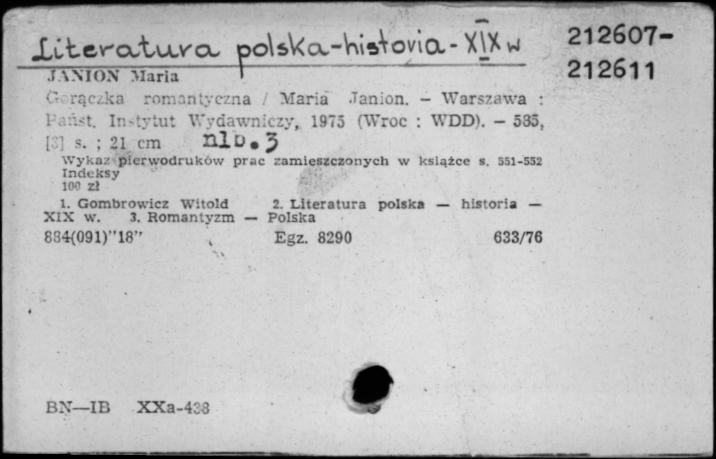 Literatura polska-historia-XIX w 212607-
212611
JANION Maria
Gorączka romantyczna / Maria Janion. — Warszawa :
Państ. Instytut Wydawniczy, 1975 (Wroc : WDD). — 585,
[3] s. ; 21 cm nlb. 3
Wykaz pierwodruków prac zamieszczonych w książce s. 551-552
Indeksy
100 zł
1. Gombrowicz Witold 2. Literatura polska — historia —
XIX w. 3. Romantyzm — Polska
884(091)"18" Egz. 8290 633/76
BN—IB XXa-438